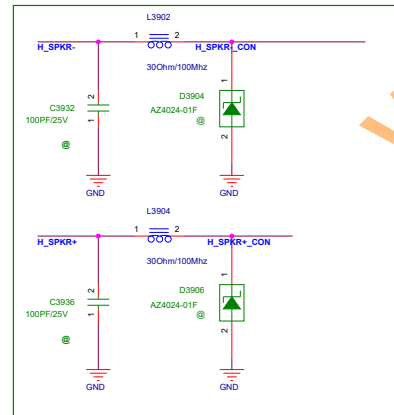 L3902
1 2
H_SPKR- H_SPKR-_CON
30Ohm/100Mhz
2 1
C3932 D3904
100PF/25V AZ4024-01F
1 @
@ 2
GND GND
L3904
1 2
H_SPKR+ H_SPKR+_CON
30Ohm/100Mhz
2 1
C3936 D3906
100PF/25V AZ4024-01F
1 @
@ 2
GND GND